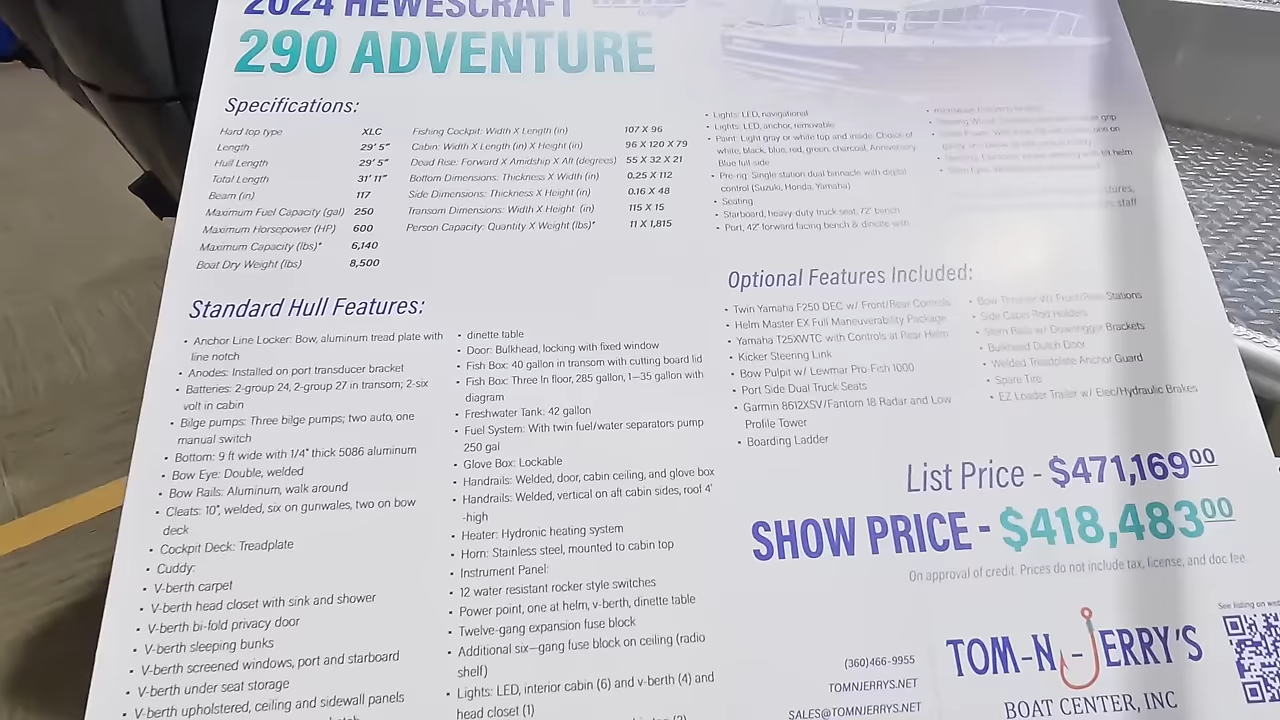 2024 HEWESCRAFT
290 ADVENTURE
Specifications:
Hard top type XLC
Length 29' 5"
Hull Length 29' 5"
Total Length 31' 11"
Beam (in) 117
Maximum Fuel Capacity (gal) 250
Maximum Horsepower (HP) 600
Maximum Capacity (lbs)* 6,140
Boat Dry Weight (lbs) 8,500
Fishing Cockpit: Width X Length (in) 107 X 96
Cabin: Width X Length (in) X Height (in) 96 X 120 X 79
Dead Rise: Forward X Amidship X Aft (degrees) 55 X 32 X 21
Bottom Dimensions: Thickness X Width (in) 0.25 X 112
Side Dimensions: Thickness X Height (in) 0.16 X 48
Transom Dimensions: Width X Height (in) 115 X 15
Person Capacity: Quantity X Weight (lbs)* 11 X 1,815
• Lights: LED, navigational
• Lights: LED, anchor, removable
• Paint: Light gray or white top and inside. Choice of
white, black, blue, red, green, charcoal, Anniversary
Blue full-side
• Pre-rig: Single station dual binnacle with digital
control (Suzuki, Honda, Yamaha)
• Seating
• Starboard, heavy-duty truck seat, 72" bench
• Port, 42" forward facing bench & dinette with
grip
helm
staff
Standard Hull Features:
• Anchor Line Locker: Bow, aluminum tread plate with
line notch
• Anodes: Installed on port transducer bracket
• Batteries: 2-group 24, 2-group 27 in transom; 2-six
volt in cabin
• Bilge pumps: Three bilge pumps; two auto, one
manual switch
• Bottom: 9 ft wide with 1/4" thick 5086 aluminum
• Bow Eye: Double, welded
• Bow Rails: Aluminum, walk around
• Cleats: 10", welded, six on gunwales, two on bow
deck
• Cockpit Deck: Treadplate
• Cuddy:
• V-berth carpet
• V-berth head closet with sink and shower
• V-berth bi-fold privacy door
• V-berth sleeping bunks
• V-berth screened windows, port and starboard
• V-berth under seat storage
• V-berth upholstered, ceiling and sidewall panels
• dinette table
• Door: Bulkhead, locking with fixed window
• Fish Box: 40 gallon in transom with cutting board lid
• Fish Box: Three In floor, 285 gallon, 1—35 gallon with
diagram
• Freshwater Tank: 42 gallon
• Fuel System: With twin fuel/water separators pump
250 gal
• Glove Box: Lockable
• Handrails: Welded, door, cabin ceiling, and glove box
• Handrails: Welded, vertical on aft cabin sides, roof 4'
-high
• Heater: Hydronic heating system
• Horn: Stainless steel, mounted to cabin top
• Instrument Panel:
• 12 water resistant rocker style switches
• Power point, one at helm, v-berth, dinette table
• Twelve-gang expansion fuse block
• Additional six—gang fuse block on ceiling (radio
shelf)
• Lights: LED, interior cabin (6) and v-berth (4) and
head closet (1)
Optional Features Included:
• Twin Yamaha F250 DEC w/ Front/Rear Controls
• Helm Master EX Full Maneuverability Package
• Yamaha T25XWTC with Controls at Rear Helm
• Kicker Steering Link
• Bow Pulpit w/ Lewmar Pro-Fish 1000
• Port Side Dual Truck Seats
• Garmin 8612XSV/Fantom 18 Radar and Low
Profile Tower
• Boarding Ladder
• Bow Thruster W/ Front/Rear Stations
• Side Cabin Rod Holders
• Stern Rails w/ Downrigger Brackets
• Bulkhead Dutch Door
• Welded Treadplate Anchor Guard
• Spare Tire
• EZ Loader Trailer w/ Elec/Hydraulic Brakes
List Price - $471,169.00
SHOW PRICE - $418,483.00
On approval of credit. Prices do not include tax, license, and doc fee.
(360)466-9955
TOMNJERRYS.NET
SALES@TOMNJERRYS.NET
TOM-N-JERRY'S
BOAT CENTER, INC
See listing on